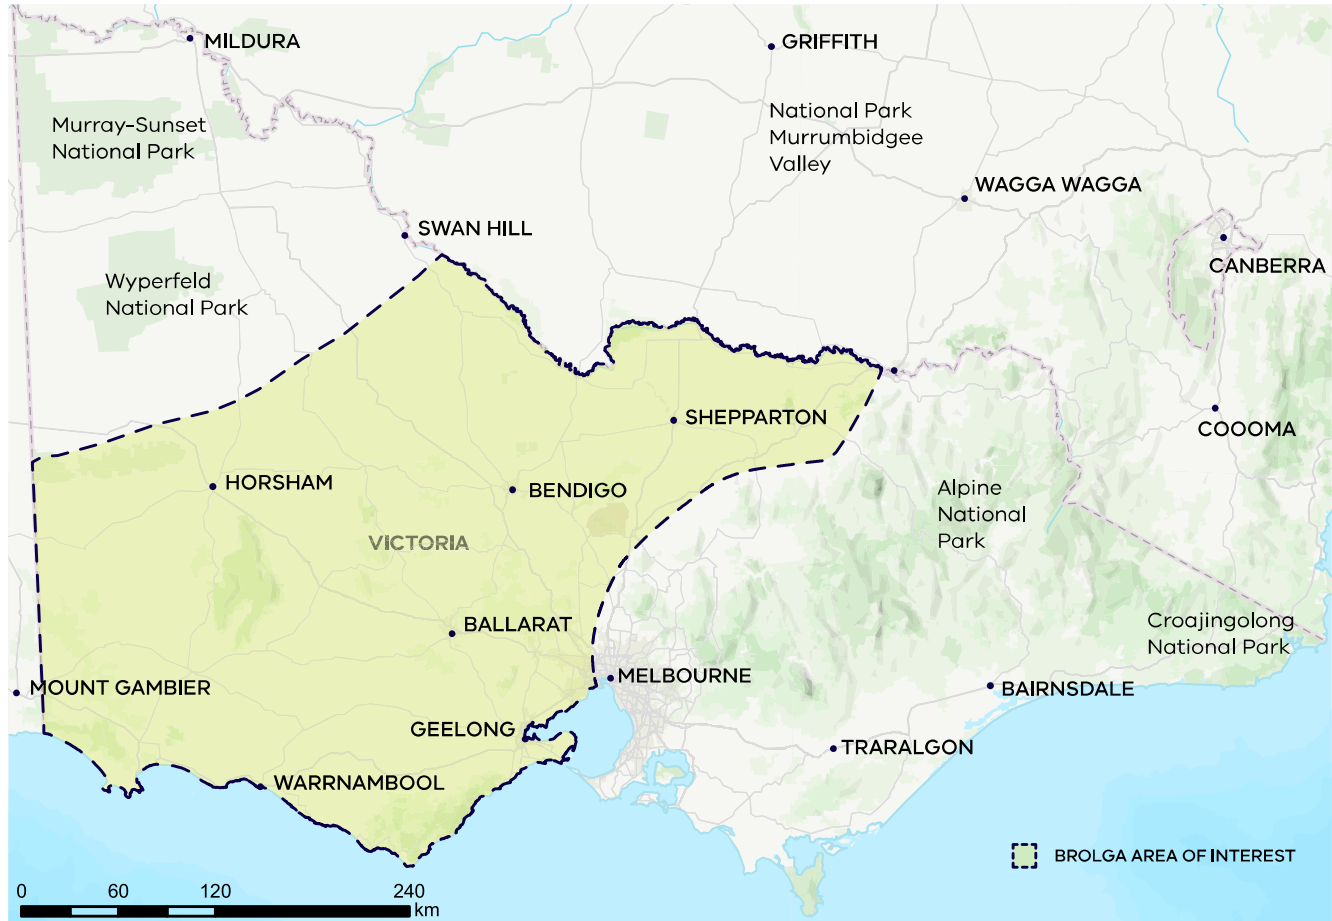 MILDURA
GRIFFITH
Murray-Sunset
National Park
National Park
Murrumbidgee
Valley
WAGGA WAGGA
SWAN HILL
CANBERRA
Wyperfeld
National Park
SHEPPARTON
COOOMA
HORSHAM
BENDIGO
Alpine
National
Park
VICTORIA
BALLARAT
Croajingolong
National Park
MOUNT GAMBIER
MELBOURNE
BAIRNSDALE
GEELONG
TRARALGON
WARRNAMBOOL
BROLGA AREA OF INTEREST
0 60 120 240
km